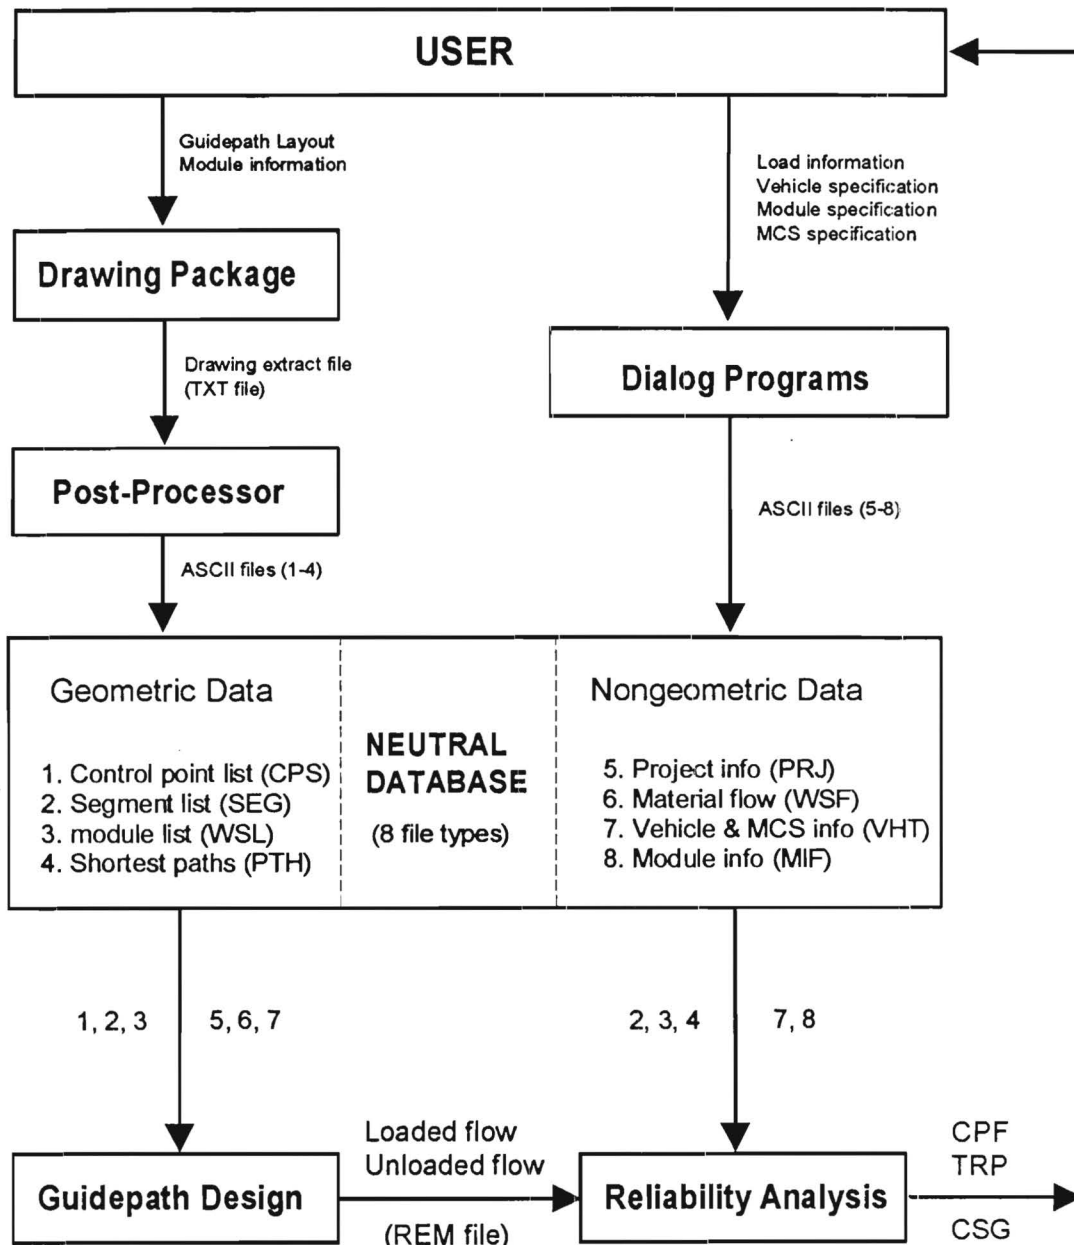 USER
Guidepath Layout
Module information
Load information
Vehicle specification
Module specification
MCS specification
Drawing Package
Drawing extract file
(TXT file)
Dialog Programs
Post-Processor
ASCII files (5-8)
ASCII files (1-4)
Geometric Data
1. Control point list (CPS)
2. Segment list (SEG)
3. module list (WSL)
4. Shortest paths (PTH)
NEUTRAL
DATABASE
(8 file types)
Nongeometric Data
5. Project info (PRJ)
6. Material flow (WSF)
7. Vehicle & MCS info (VHT)
8. Module info (MIF)
1, 2, 3
5, 6, 7
2, 3, 4
7, 8
Guidepath Design
Loaded flow
Unloaded flow
(REM file)
Reliability Analysis
CPF
TRP
CSG